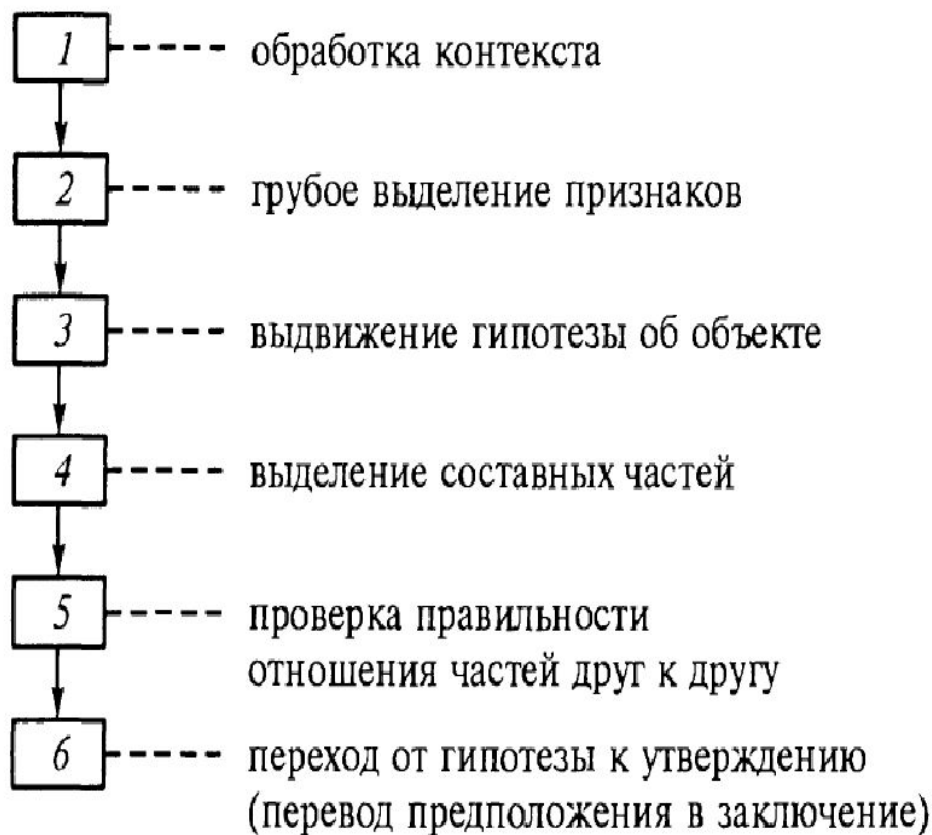 1 ----- обработка контекста
2 ----- грубое выделение признаков
3 ----- выдвижение гипотезы об объекте
4 ----- выделение составных частей
5 ----- проверка правильности
отношения частей друг к другу
6 ----- переход от гипотезы к утверждению
(перевод предположения в заключение)